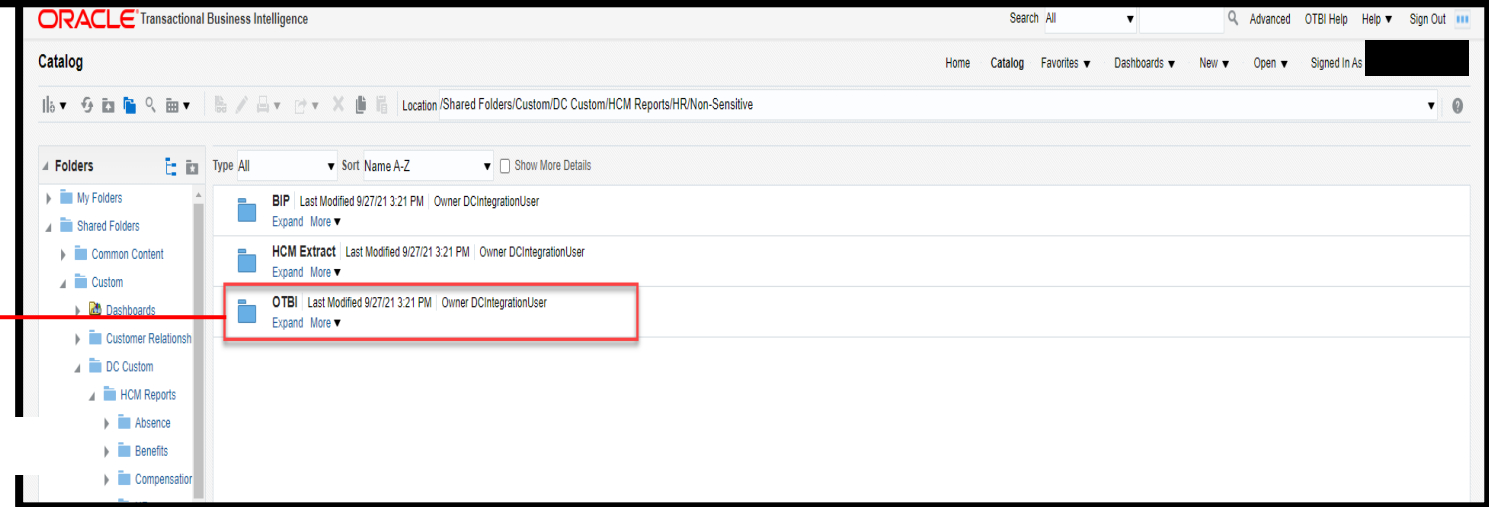 ORACLE Transactional Business Intelligence Search All Advanced OTBI Help Help Sign Out
Catalog Home Catalog Favorites Dashboards New Open Signed In As
Location /Shared Folders/Custom/DC Custom/HCM Reports/HR/Non-Sensitive
Folders Type All Sort Name A-Z Show More Details
My Folders
Shared Folders
Common Content
Custom
Dashboards
Customer Relationsh
DC Custom
HCM Reports
Absence
Benefits
Compensation
BIP Last Modified 9/27/21 3:21 PM Owner DCIntegrationUser
Expand More
HCM Extract Last Modified 9/27/21 3:21 PM Owner DCIntegrationUser
Expand More
OTBI Last Modified 9/27/21 3:21 PM Owner DCIntegrationUser
Expand More